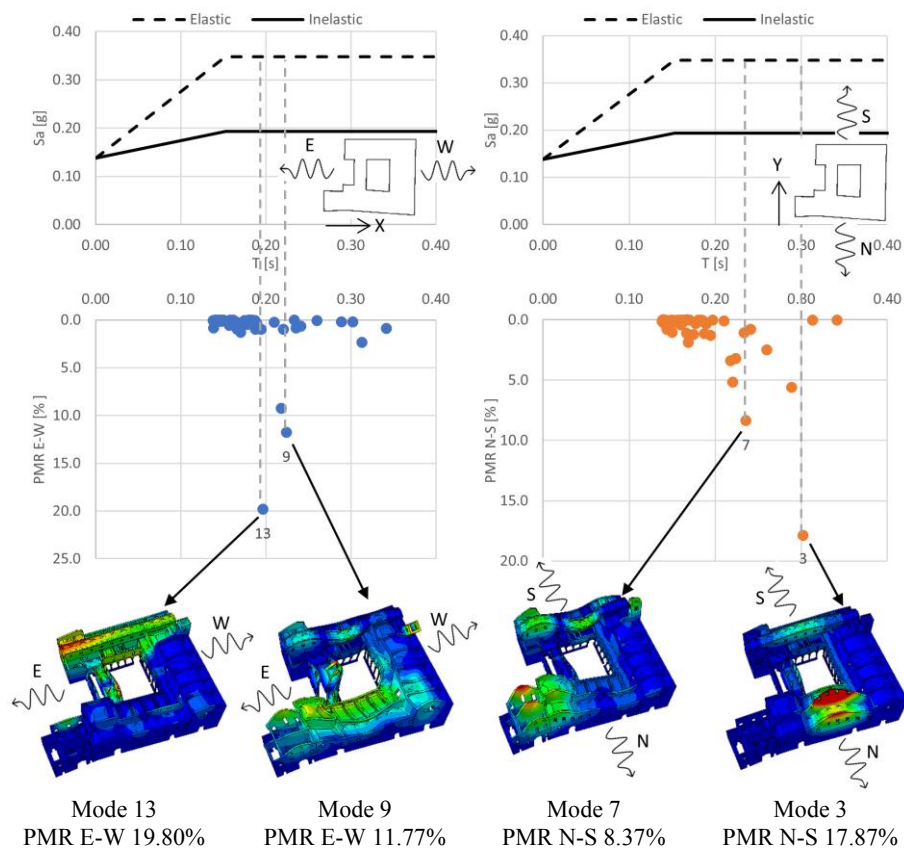 Elastic Inelastic
0.40
0.30
0.20
0.10
0.00
Sa [g]
E W
X
0.00 0.10 0.20 0.30 0.40
T [s]
0.00 0.10 0.20 0.30 0.40
0.0
5.0
10.0
15.0
20.0
25.0
PMR E-W [% ]
9
13
Elastic Inelastic
0.40
0.30
0.20
0.10
0.00
Sa [g]
S
Y
N
0.00 0.10 0.20 0.30 0.40
T [s]
0.00 0.10 0.20 0.30 0.40
0.0
5.0
10.0
15.0
20.0
PMR N-S [% ]
7
3
E W
E W
S N
S N
Mode 13 Mode 9 Mode 7 Mode 3
PMR E-W 19.80% PMR E-W 11.77% PMR N-S 8.37% PMR N-S 17.87%